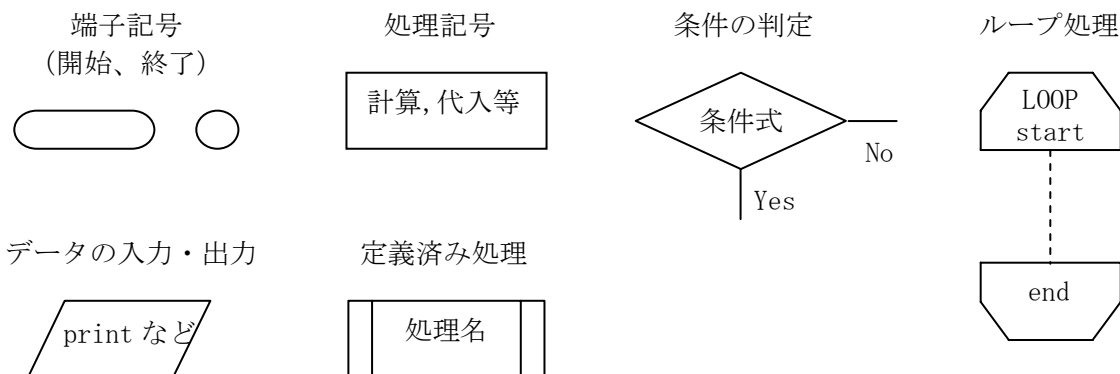 端子記号
(開始、終了)
処理記号
計算,代入等
条件の判定
条件式
No
Yes
ループ処理
LOOP
start
end
データの入力・出力
print など
定義済み処理
処理名